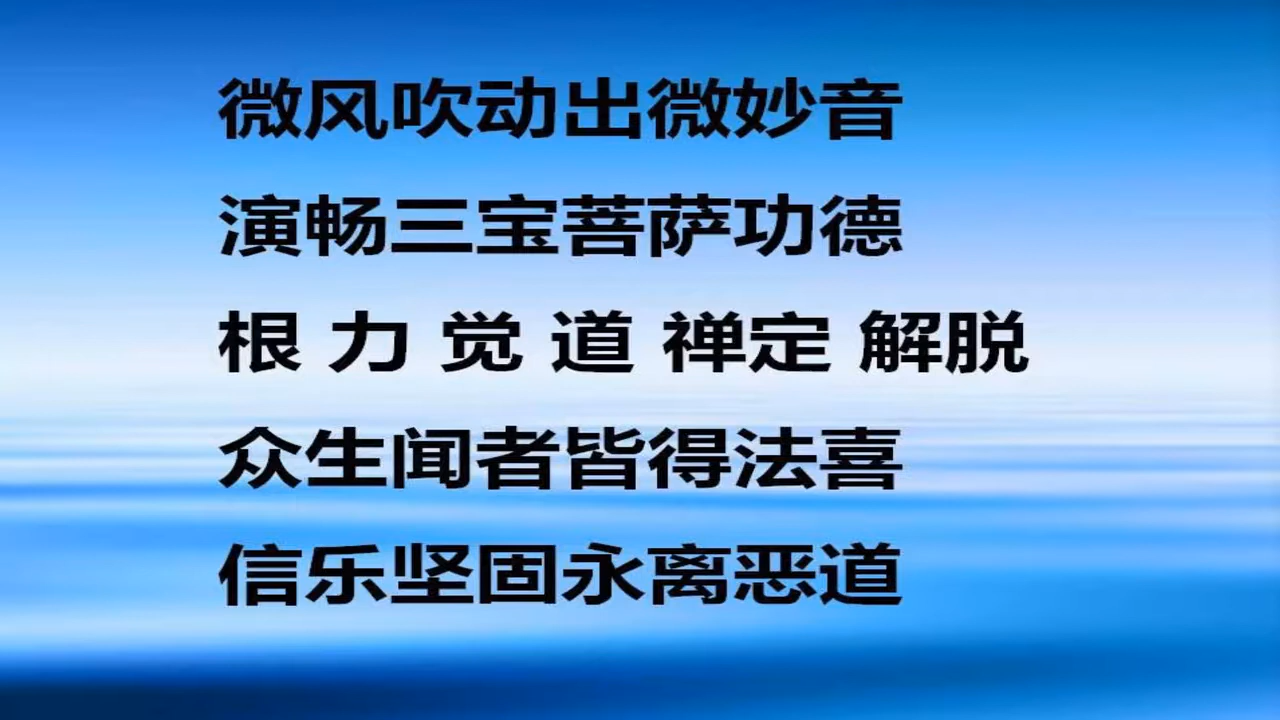 微风吹动出微妙音
演畅三宝菩萨功德
根 力 觉 道 禅定 解脱
众生闻者皆得法喜
信乐坚固永离恶道